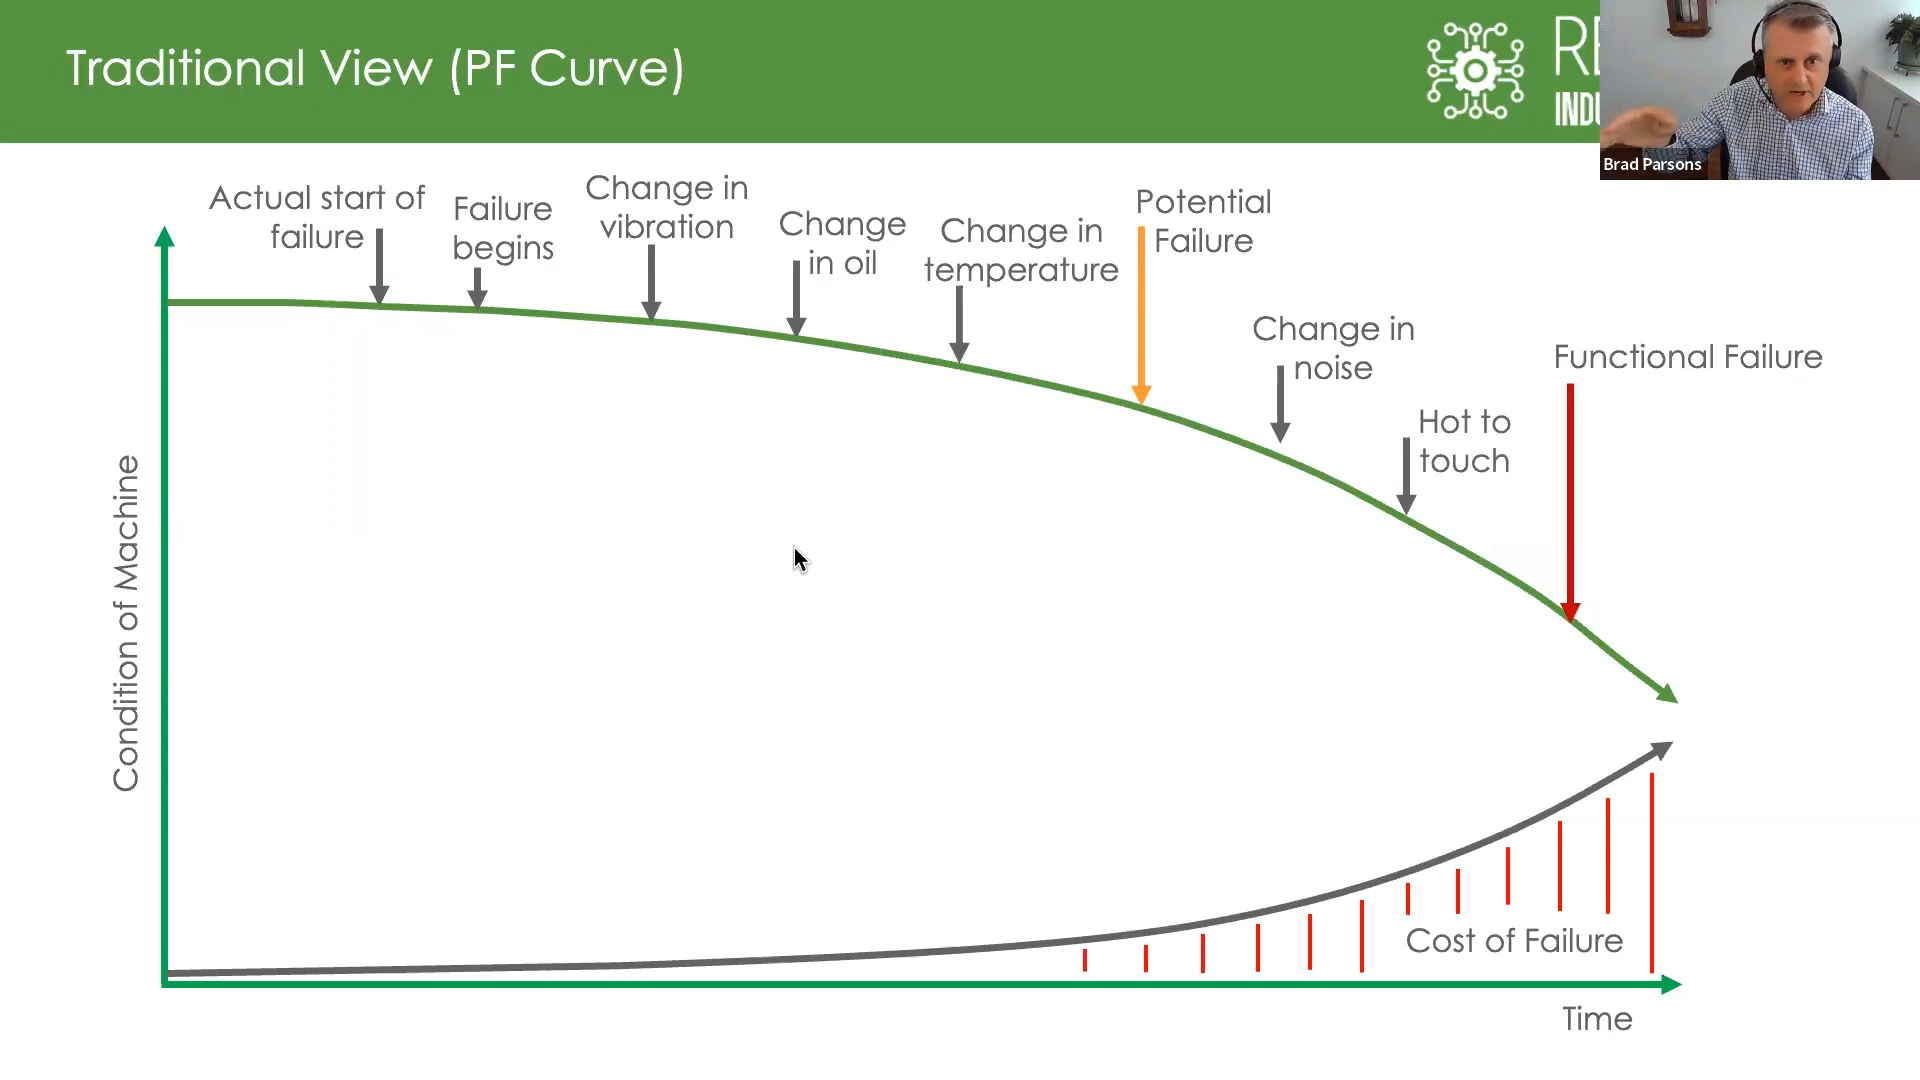 Traditional View (PF Curve)
Brad Parsons
Actual start of
failure
Failure
begins
Change in
vibration
Change
in oil
Change in
temperature
Potential
Failure
Change in
noise
Hot to
touch
Functional Failure
Condition of Machine
Cost of Failure
Time